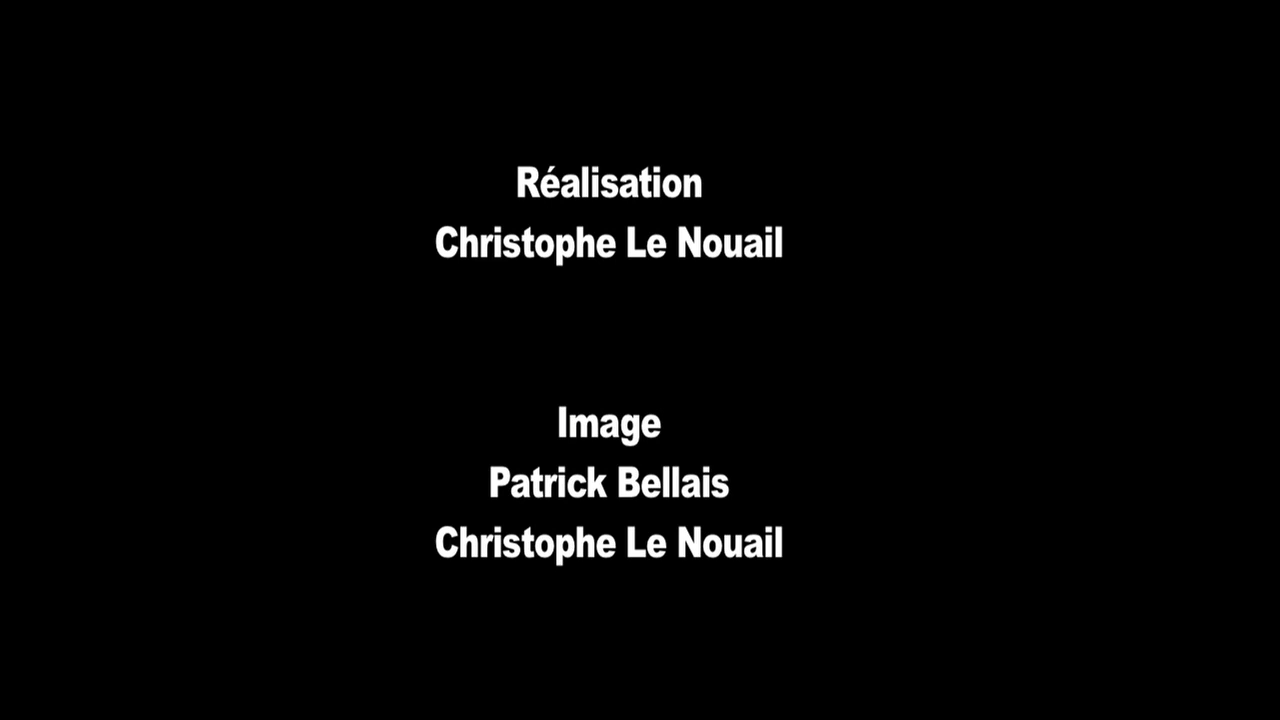 Réalisation
Christophe Le Nouail
Image
Patrick Bellais
Christophe Le Nouail